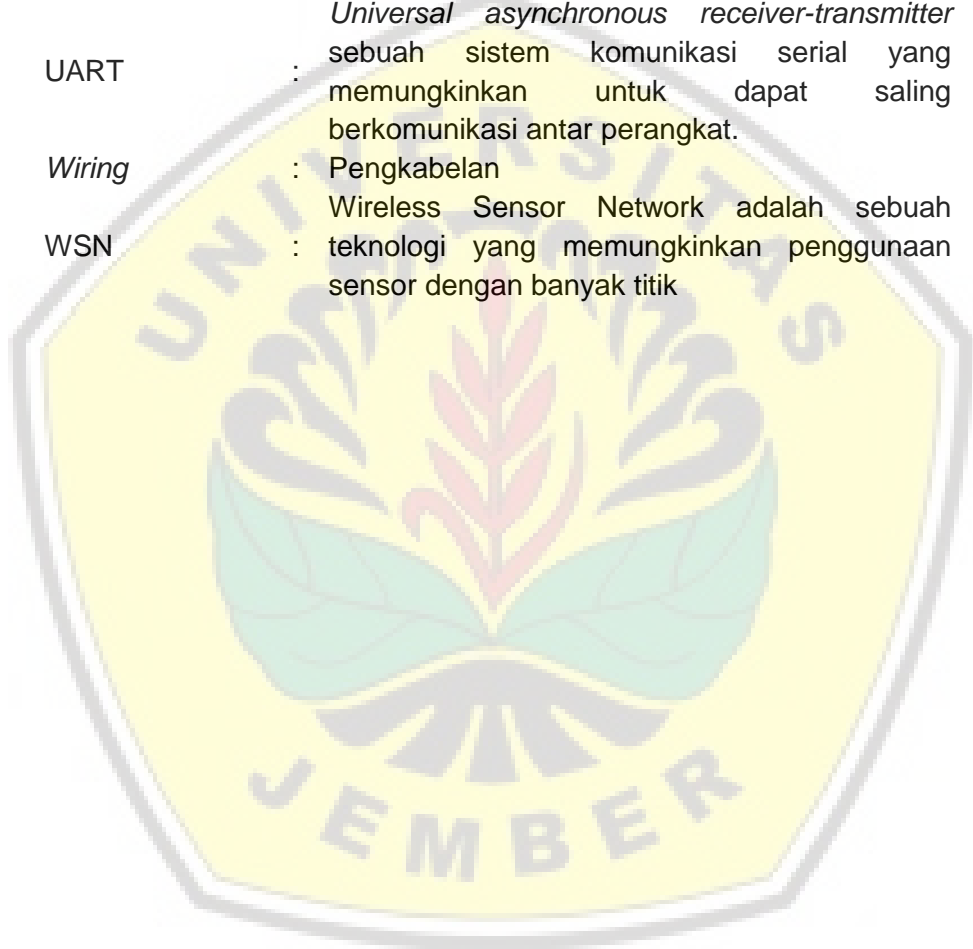 Universal asynchronous receiver-transmitter
UART : sebuah sistem komunikasi serial yang
memungkinkan untuk dapat saling
berkomunikasi antar perangkat.
Wiring : Pengkabelan
Wireless Sensor Network adalah sebuah
WSN : teknologi yang memungkinkan penggunaan
sensor dengan banyak titik
UNIVERSITAS
JEMBER